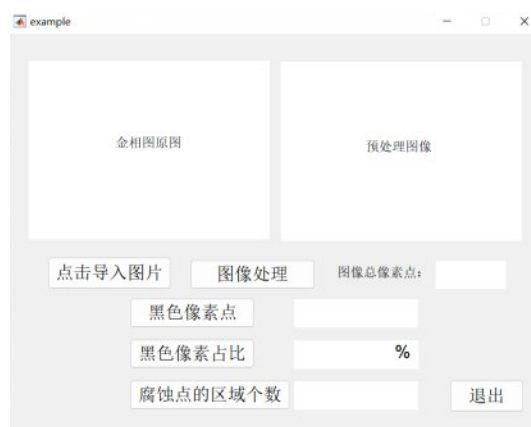 example
金相图原图
预处理图像
点击导入图片 图像处理 图像总像素点:
黑色像素点
黑色像素占比 %
腐蚀点的区域个数 退出